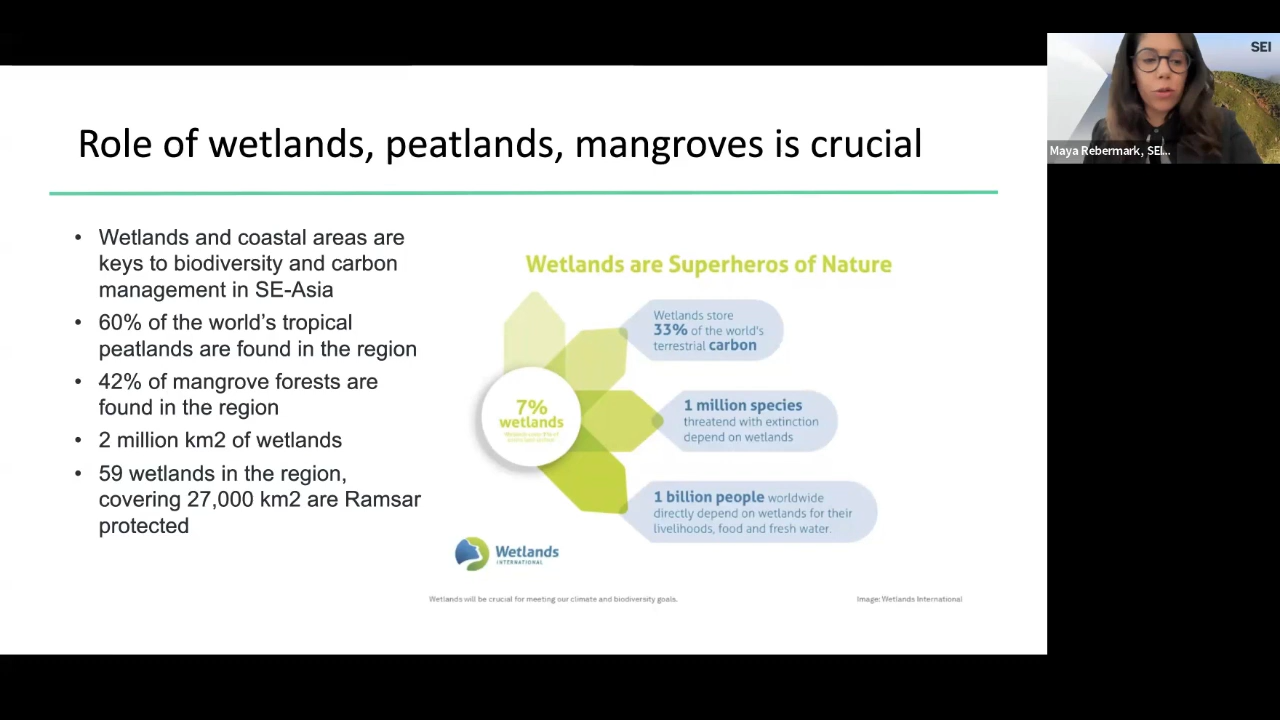 SEI
Maya Rebermark, SEI...
Role of wetlands, peatlands, mangroves is crucial
• Wetlands and coastal areas are
keys to biodiversity and carbon
management in SE-Asia
• 60% of the world's tropical
peatlands are found in the region
• 42% of mangrove forests are
found in the region
• 2 million km2 of wetlands
• 59 wetlands in the region,
covering 27,000 km2 are Ramsar
protected
Wetlands are Superheros of Nature
Wetlands store
33% of the world's
terrestrial carbon
7%
wetlands
1 million species
threatend with extinction
depend on wetlands
1 billion people worldwide
directly depend on wetlands for their
livelihoods, food and fresh water.
Wetlands
INTERNATIONAL
Wetlands will be crucial for meeting our climate and biodiversity goals.
Image: Wetlands International